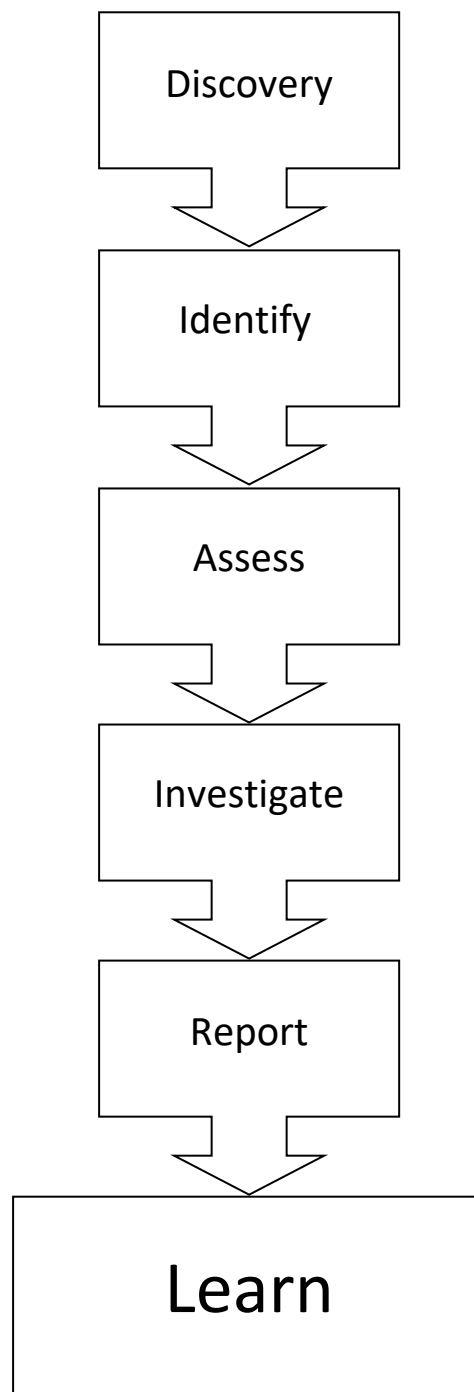 Discovery
Identify
Assess
Investigate
Report
Learn